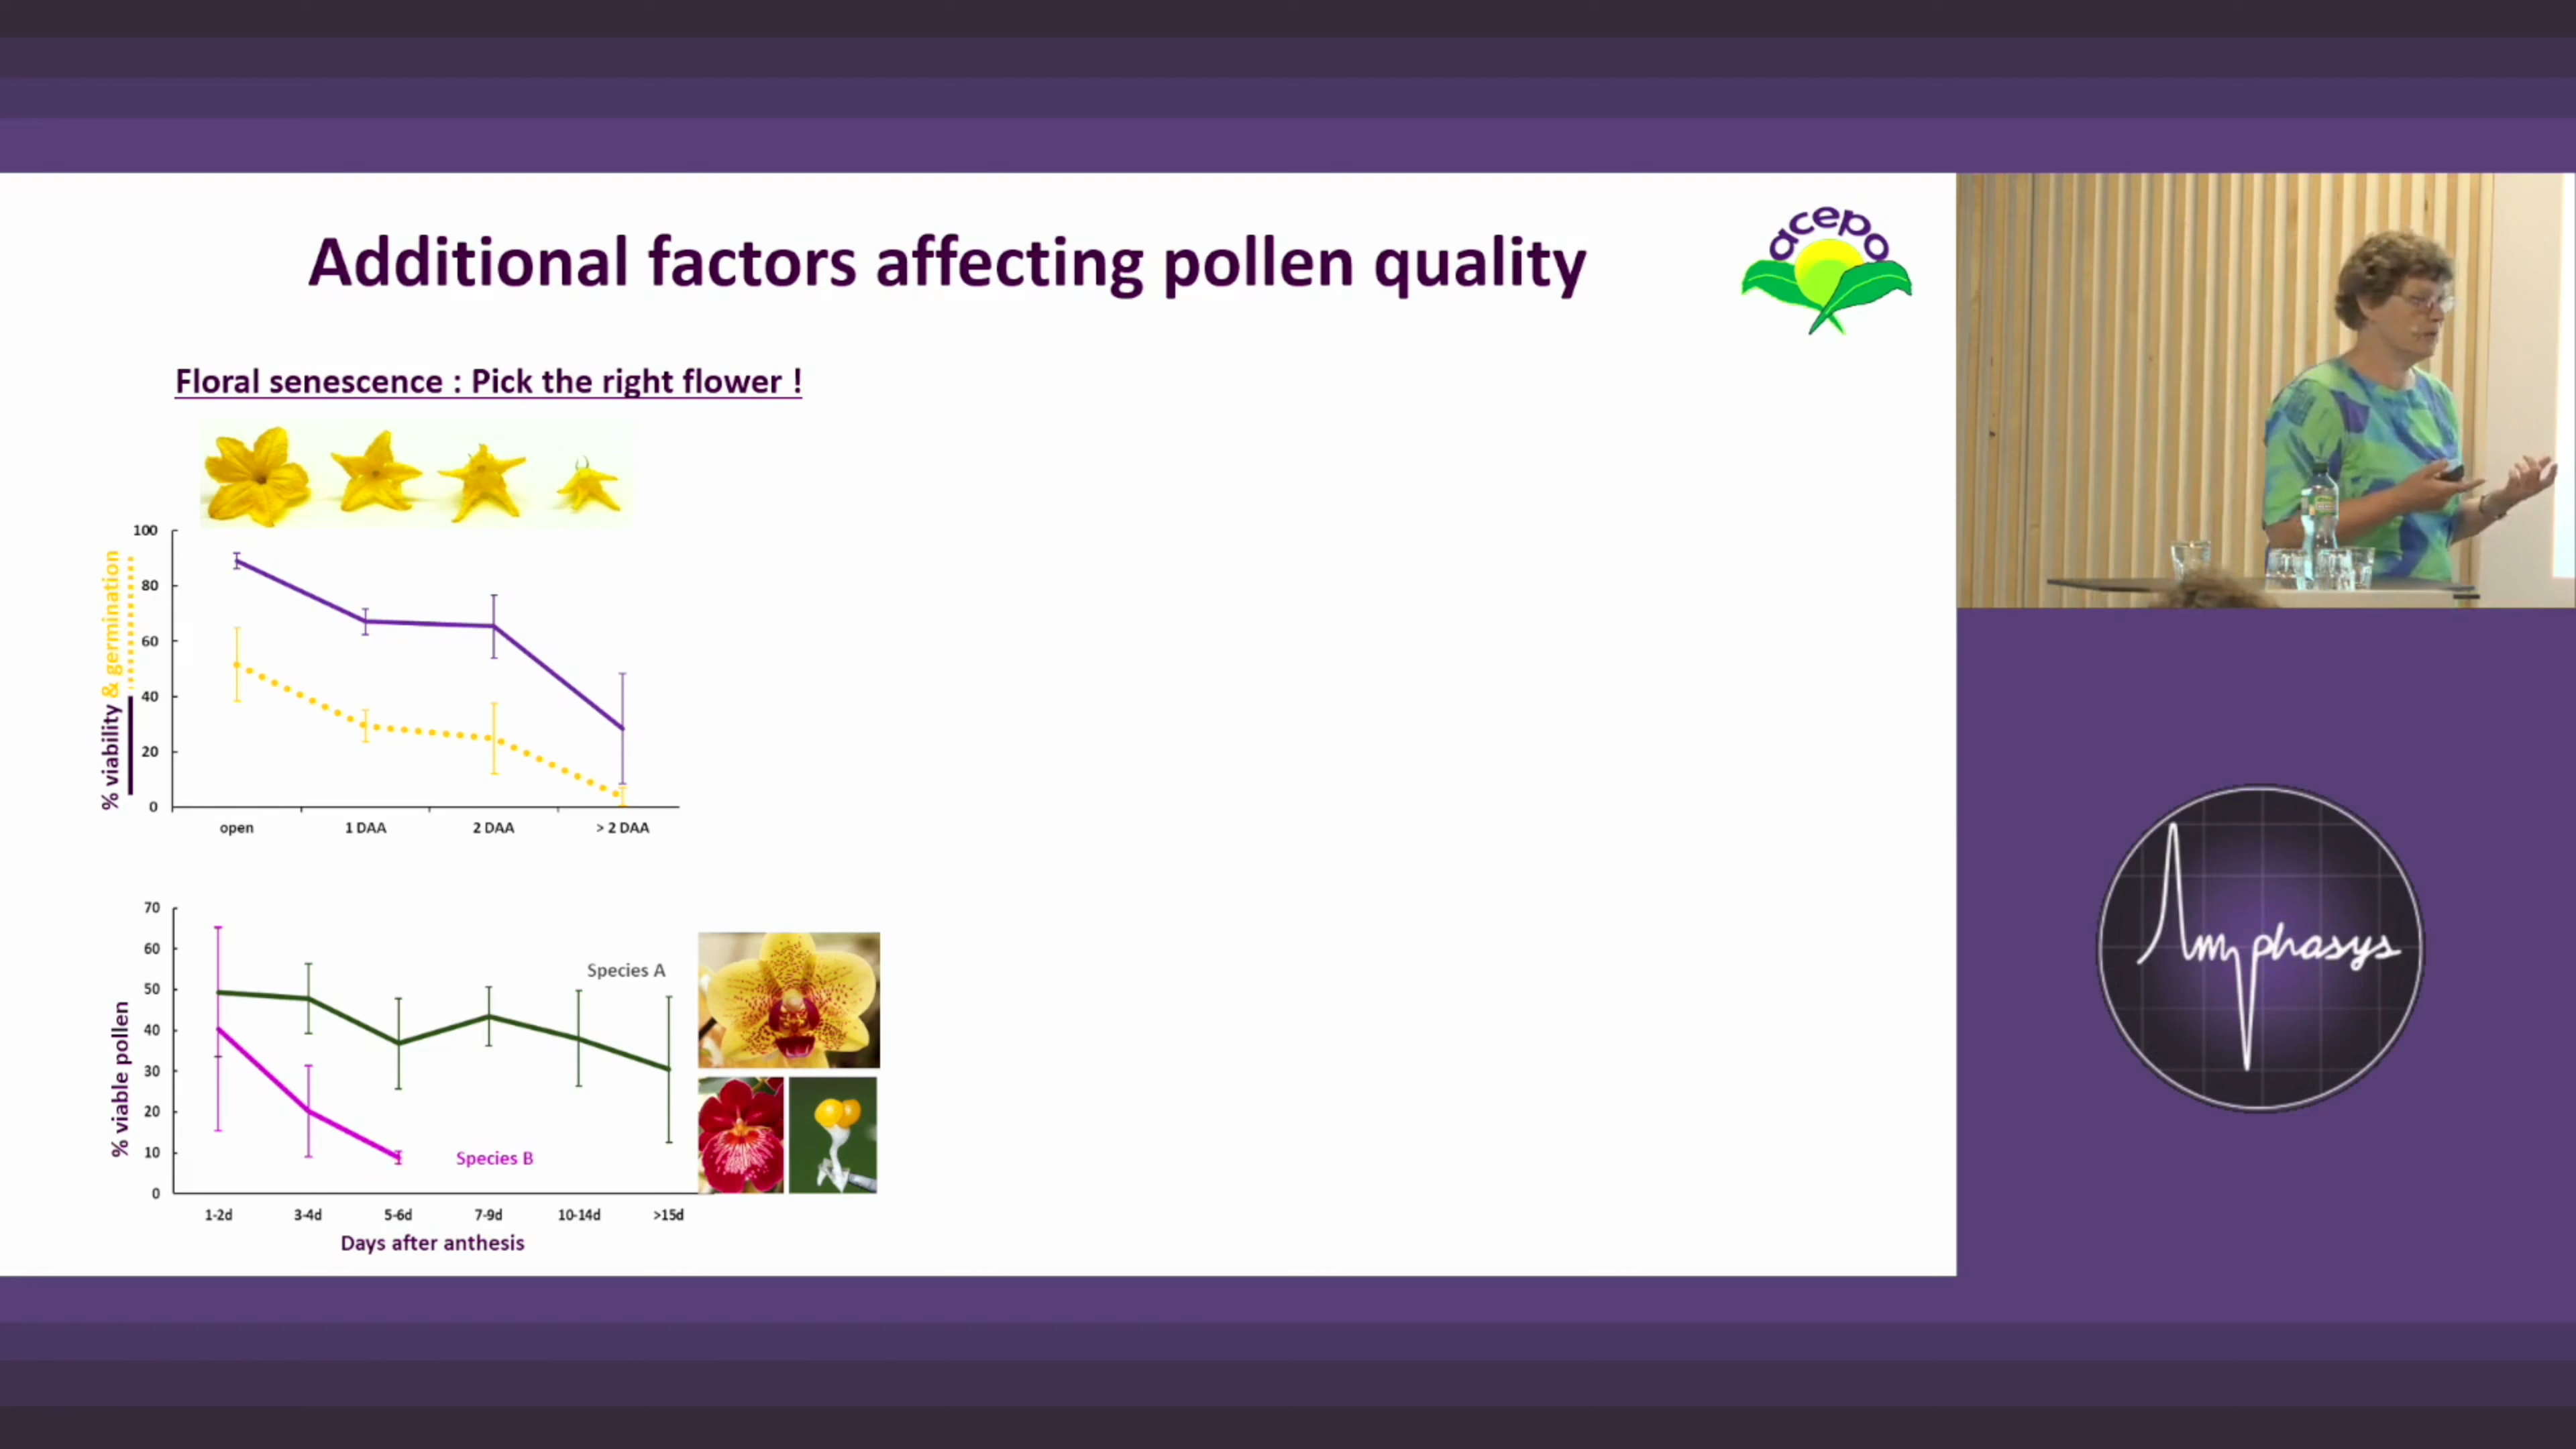 Additional factors affecting pollen quality
acepo
Floral senescence : Pick the right flower !
% viability & germination
100
80
60
40
20
0
open
1 DAA
2 DAA
> 2 DAA
% viable pollen
70
60
50
40
30
20
10
0
Species A
Species B
1-2d
3-4d
5-6d
7-9d
10-14d
>15d
Days after anthesis
Amphasys